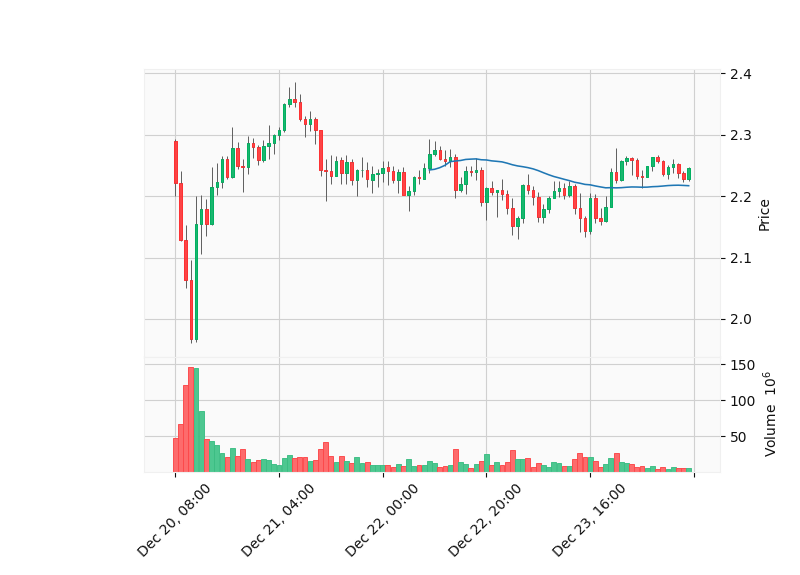 2.4
2.3
2.2
2.1
2.0
Price
150
100
50
Volume 10^6
Dec 20, 08:00
Dec 21, 04:00
Dec 22, 00:00
Dec 22, 20:00
Dec 23, 16:00